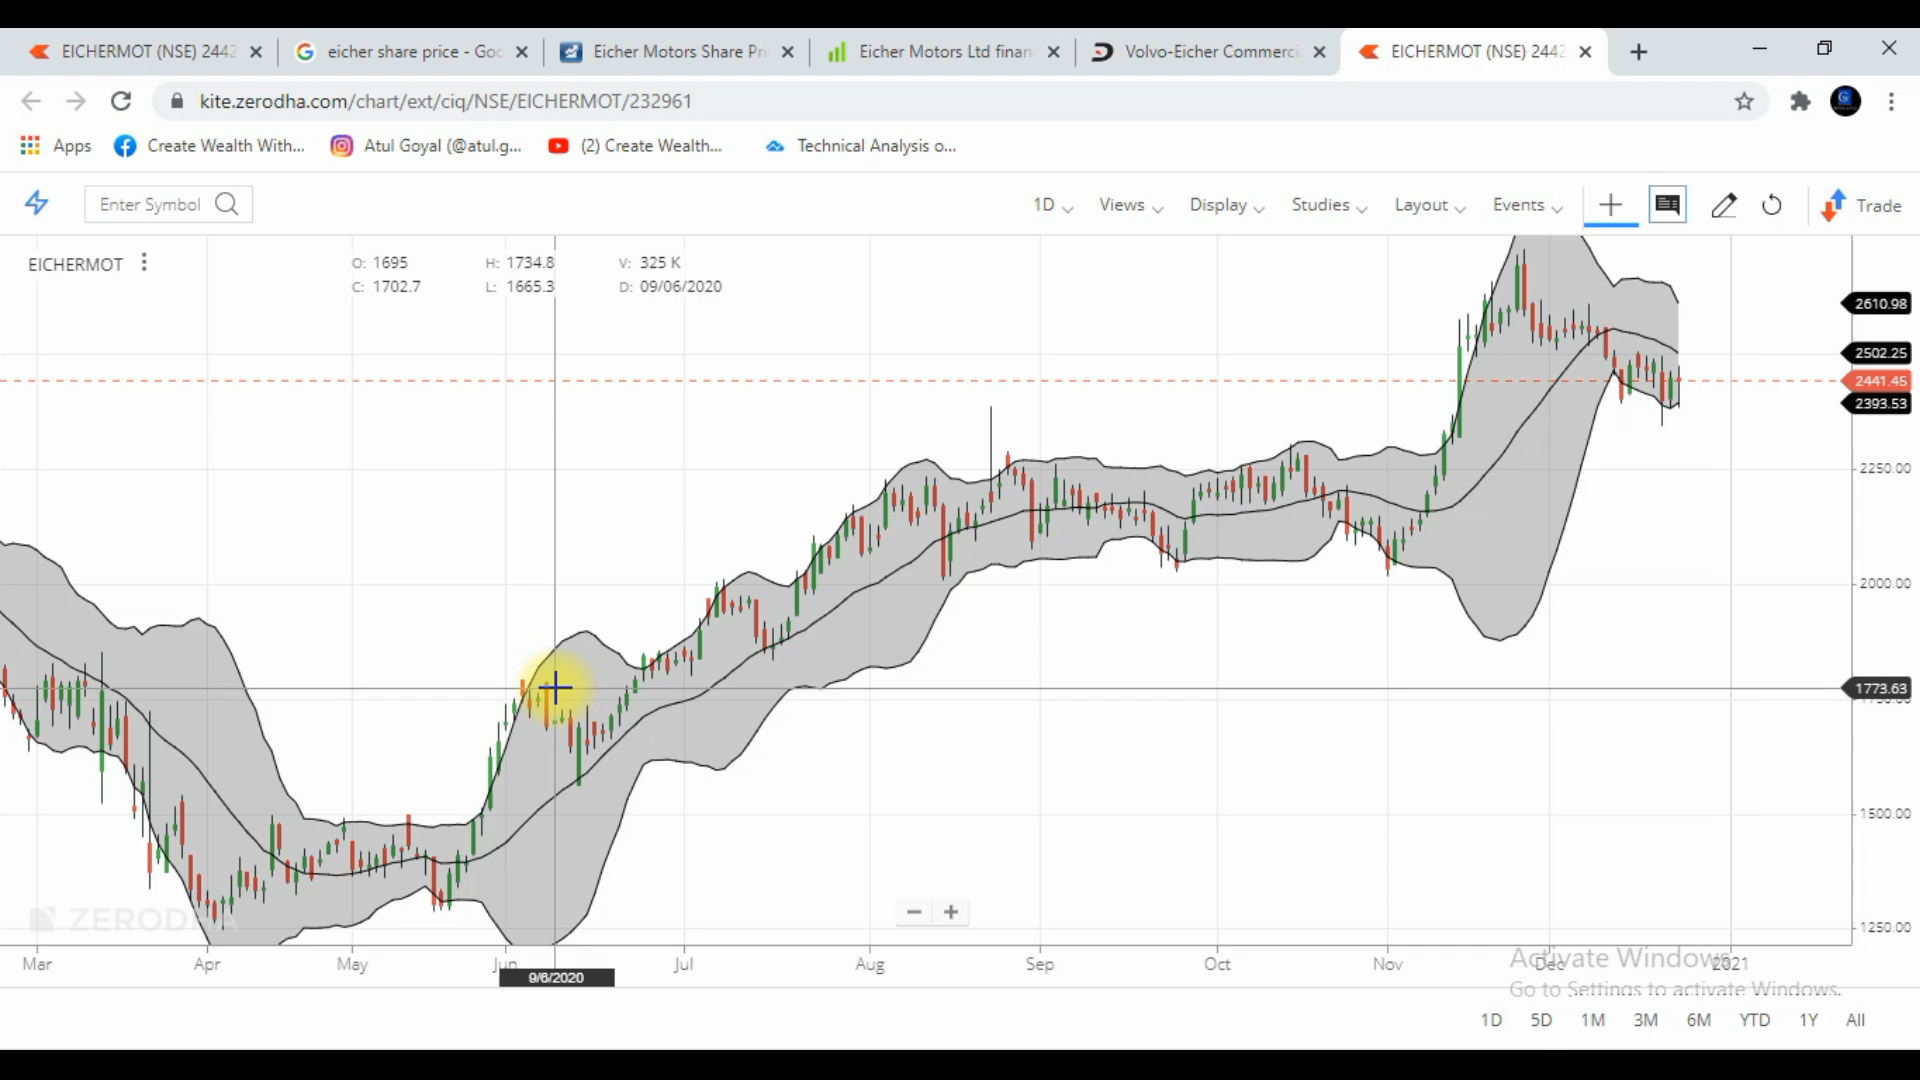 EICHERMOT (NSE) 2442
eicher share price - Goo
Eicher Motors Share Pri
Eicher Motors Ltd finan
Volvo-Eicher Commerci
EICHERMOT (NSE) 2442
kite.zerodha.com/chart/ext/ciq/NSE/EICHERMOT/232961
Apps
Create Wealth With...
Atul Goyal (@atul.g...
(2) Create Wealth...
Technical Analysis o...
Enter Symbol
1D
Views
Display
Studies
Layout
Events
Trade
EICHERMOT
O: 1695
H: 1734.8
V: 325 K
C: 1702.7
L: 1665.3
D: 09/06/2020
2610.98
2502.25
2441.45
2393.53
2250.00
2000.00
1773.63
1750.00
1500.00
1250.00
ZERODHA
Mar
Apr
May
Jun
Jul
Aug
Sep
Oct
Nov
Dec
2021
9/6/2020
Activate Windows
Go to Settings to activate Windows.
1D
5D
1M
3M
6M
YTD
1Y
All